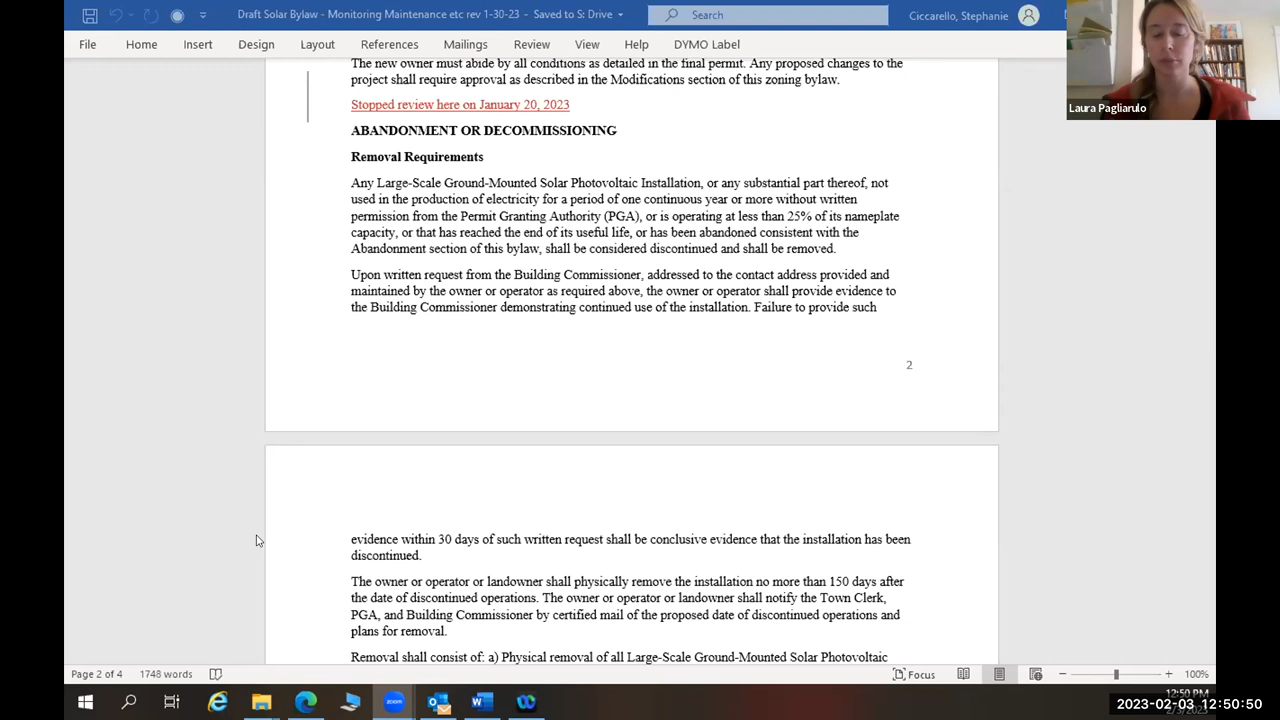 Draft Solar Bylaw - Monitoring Maintenance etc rev 1-30-23 - Saved to S: Drive
Search
Ciccarello, Stephanie
File Home Insert Design Layout References Mailings Review View Help DYMO Label
Laura Pagliarulo
The new owner must abide by all conditions as detailed in the final permit. Any proposed changes to the
project shall require approval as described in the Modifications section of this zoning bylaw.
Stopped review here on January 20, 2023
ABANDONMENT OR DECOMMISSIONING
Removal Requirements
Any Large-Scale Ground-Mounted Solar Photovoltaic Installation, or any substantial part thereof, not
used in the production of electricity for a period of one continuous year or more without written
permission from the Permit Granting Authority (PGA), or is operating at less than 25% of its nameplate
capacity, or that has reached the end of its useful life, or has been abandoned consistent with the
Abandonment section of this bylaw, shall be considered discontinued and shall be removed.
Upon written request from the Building Commissioner, addressed to the contact address provided and
maintained by the owner or operator as required above, the owner or operator shall provide evidence to
the Building Commissioner demonstrating continued use of the installation. Failure to provide such
2
evidence within 30 days of such written request shall be conclusive evidence that the installation has been
discontinued.
The owner or operator or landowner shall physically remove the installation no more than 150 days after
the date of discontinued operations. The owner or operator or landowner shall notify the Town Clerk,
PGA, and Building Commissioner by certified mail of the proposed date of discontinued operations and
plans for removal.
Removal shall consist of: a) Physical removal of all Large-Scale Ground-Mounted Solar Photovoltaic
Page 2 of 4 1748 words Focus 100%
zoom
12:50 PM
2023-02-03 12:50:50